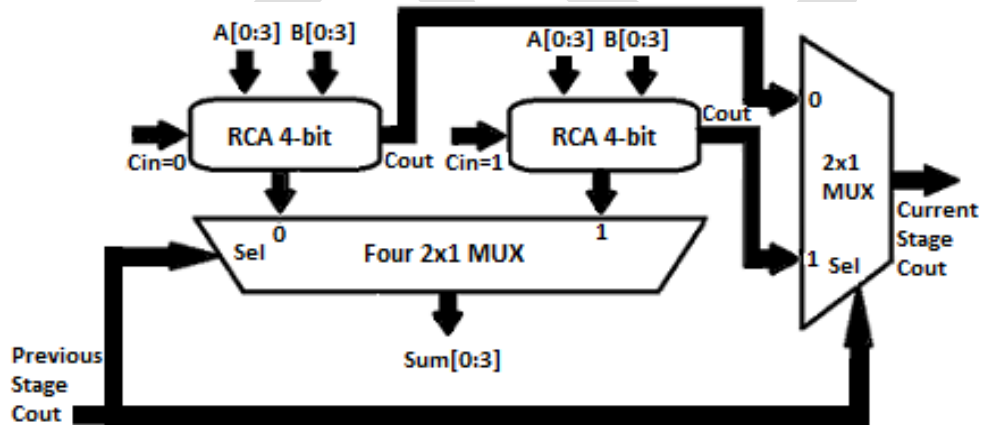 A[0:3] B[0:3]
A[0:3] B[0:3]
RCA 4-bit
Cin=0
Cout
RCA 4-bit
Cin=1
Cout
0
1
Sel
Four 2x1 MUX
Sum[0:3]
0
2x1
MUX
1 Sel
Current
Stage
Cout
Previous
Stage
Cout